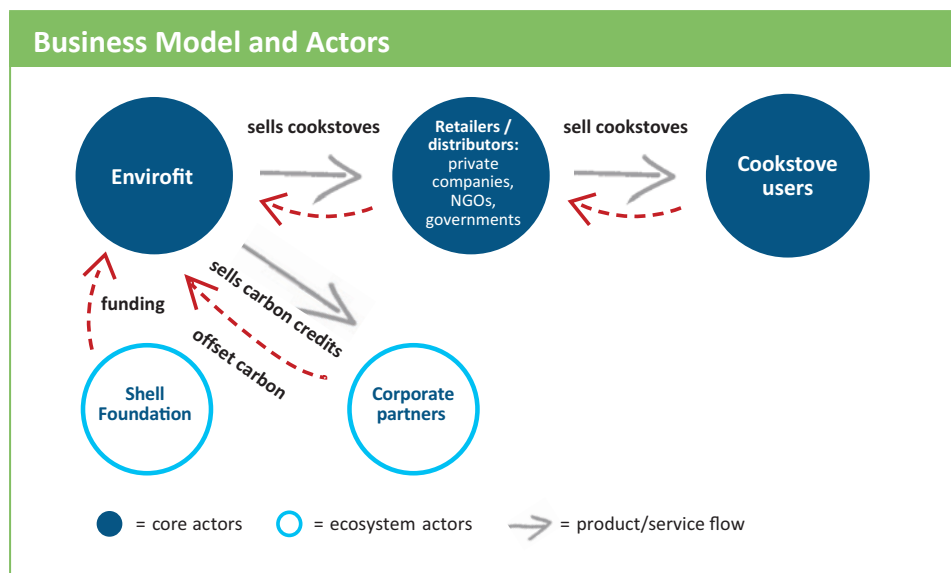 Business Model and Actors
sells cookstoves
sell cookstoves
Envirofit
Retailers /
distributors:
private
companies,
NGOs,
governments
Cookstove
users
sells carbon credits
offset carbon
funding
Shell
Foundation
Corporate
partners
= core actors
= ecosystem actors
= product/service flow